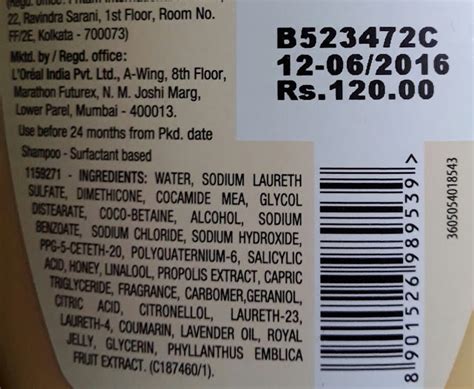 22, Ravindra Sarani, 1st Floor, Room No.
FF/2E, Kolkata - 700073)
Mktd. by / Regd. office:
L'Oréal India Pvt. Ltd., A-Wing, 8th Floor,
Marathon Futurex, N. M. Joshi Marg,
Lower Parel, Mumbai - 400013.
Use before 24 months from Pkd. date
Shampoo - Surfactant based
1159271 - INGREDIENTS: WATER, SODIUM LAURETH
SULFATE, DIMETHICONE, COCAMIDE MEA, GLYCOL
DISTEARATE, COCO-BETAINE, ALCOHOL, SODIUM
BENZOATE, SODIUM CHLORIDE, SODIUM HYDROXIDE,
PPG-5-CETETH-20, POLYQUATERNIUM-6, SALICYLIC
ACID, HONEY, LINALOOL, PROPOLIS EXTRACT, CAPRIC
TRIGLYCERIDE, FRAGRANCE, CARBOMER,GERANIOL,
CITRIC ACID, CITRONELLOL, LAURETH-23,
LAURETH-4, COUMARIN, LAVENDER OIL, ROYAL
JELLY, GLYCERIN, PHYLLANTHUS EMBLICA
FRUIT EXTRACT. (C187460/1).
B523472C
12-06/2016
Rs.120.00
8 901526 989539 >
3605054018543